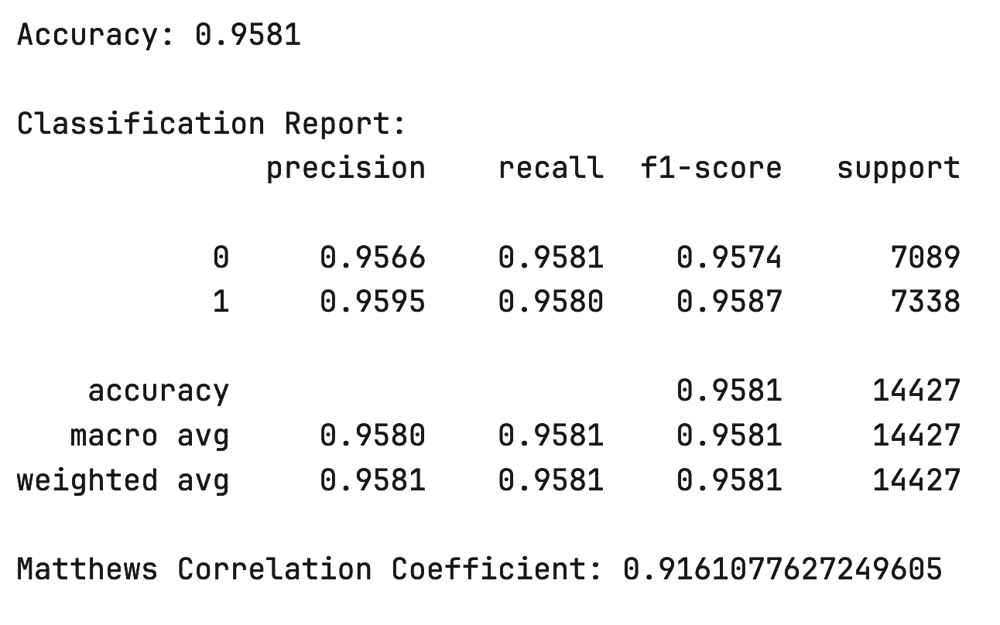 Accuracy: 0.9581
Classification Report:
precision recall f1-score support
0 0.9566 0.9581 0.9574 7089
1 0.9595 0.9580 0.9587 7338
accuracy 0.9581 14427
macro avg 0.9580 0.9581 0.9581 14427
weighted avg 0.9581 0.9581 0.9581 14427
Matthews Correlation Coefficient: 0.9161077627249605